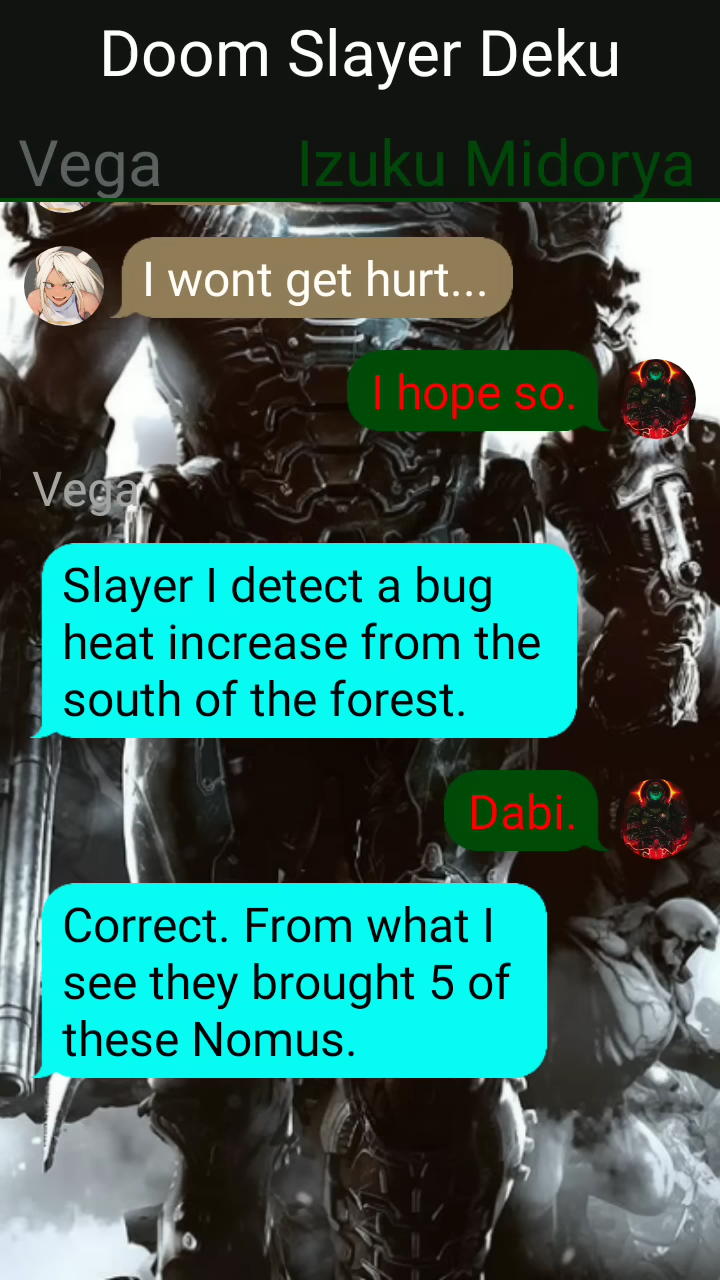 Doom Slayer Deku
Vega
Izuku Midorya
I wont get hurt...
I hope so.
Vega
Slayer I detect a bug
heat increase from the
south of the forest.
Dabi.
Correct. From what I
see they brought 5 of
these Nomus.